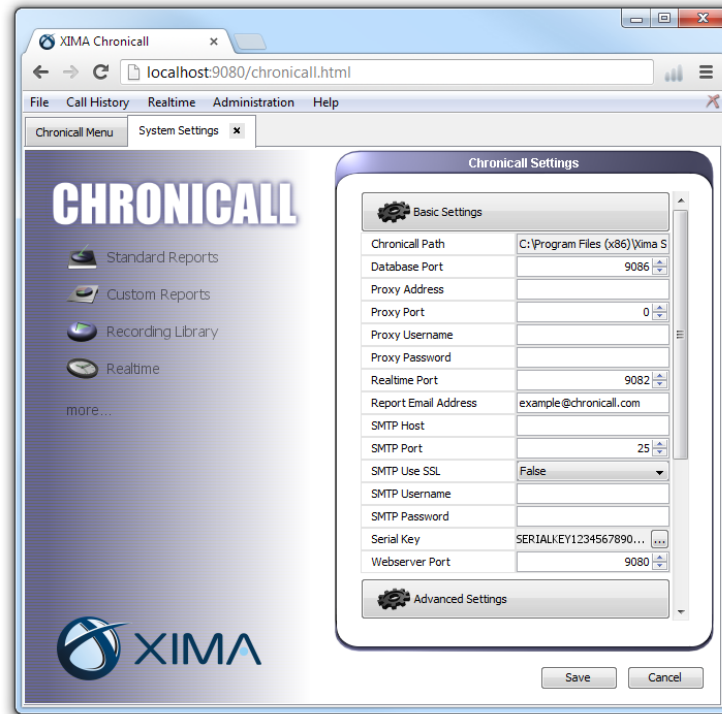 XIMA Chronicall
localhost:9080/chronicall.html
File Call History Realtime Administration Help
Chronicall Menu System Settings
CHRONICALL
Standard Reports
Custom Reports
Recording Library
Realtime
more...
XIMA
Chronicall Settings
Basic Settings
Chronicall Path C:\Program Files (x86)\Xima S
Database Port 9086
Proxy Address
Proxy Port 0
Proxy Username
Proxy Password
Realtime Port 9082
Report Email Address example@chronicall.com
SMTP Host
SMTP Port 25
SMTP Use SSL False
SMTP Username
SMTP Password
Serial Key SERIALKEY1234567890... ...
Webserver Port 9080
Advanced Settings
Save Cancel